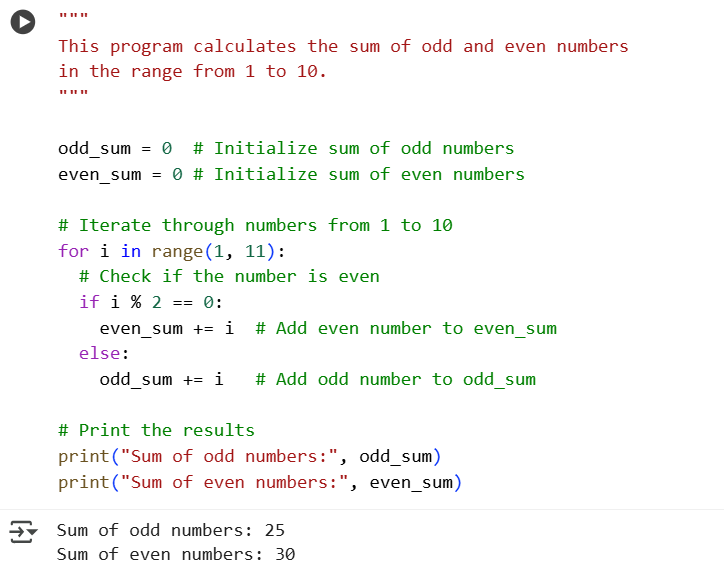 """
This program calculates the sum of odd and even numbers
in the range from 1 to 10.
"""
odd_sum = 0  # Initialize sum of odd numbers
even_sum = 0 # Initialize sum of even numbers
# Iterate through numbers from 1 to 10
for i in range(1, 11):
  # Check if the number is even
  if i % 2 == 0:
    even_sum += i  # Add even number to even_sum
  else:
    odd_sum += i   # Add odd number to odd_sum
# Print the results
print("Sum of odd numbers:", odd_sum)
print("Sum of even numbers:", even_sum)
Sum of odd numbers: 25
Sum of even numbers: 30